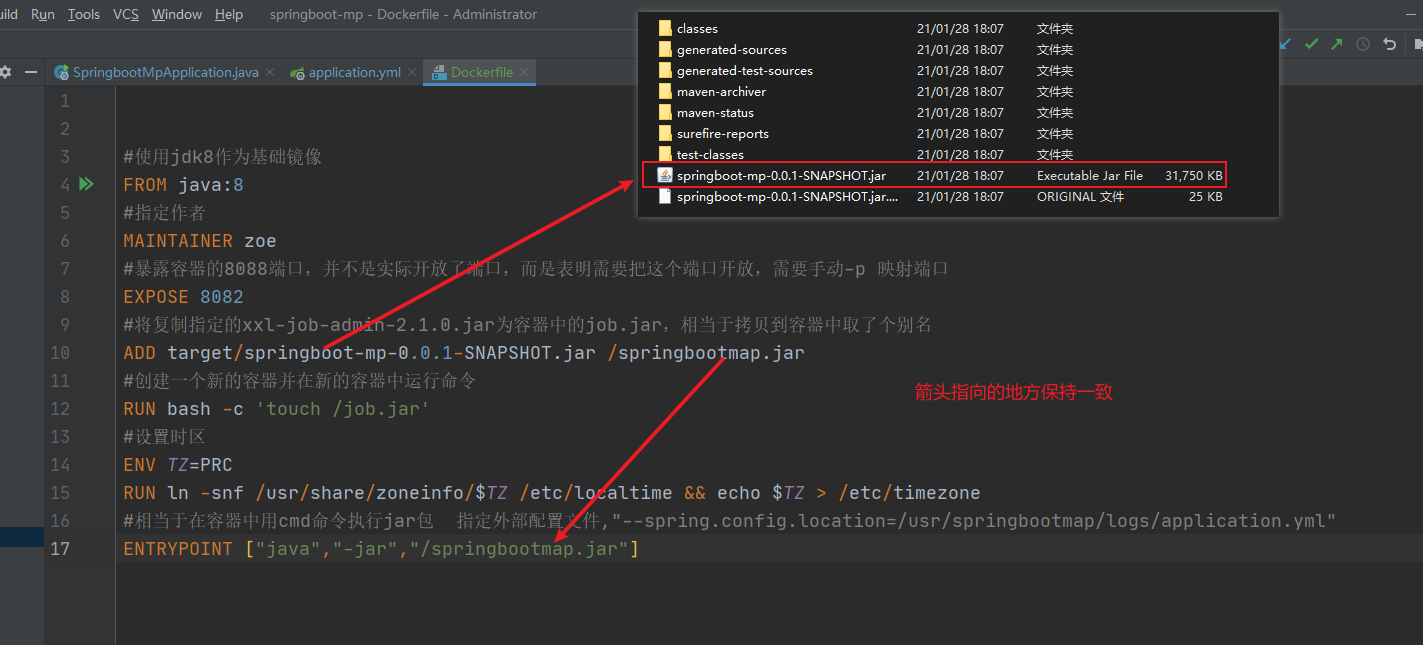 uild Run Tools VCS Window Help springboot-mp - Dockerfile - Administrator
SpringbootMpApplication.java application.yml Dockerfile
classes 21/01/28 18:07 文件夹
generated-sources 21/01/28 18:07 文件夹
generated-test-sources 21/01/28 18:07 文件夹
maven-archiver 21/01/28 18:07 文件夹
maven-status 21/01/28 18:07 文件夹
surefire-reports 21/01/28 18:07 文件夹
test-classes 21/01/28 18:07 文件夹
springboot-mp-0.0.1-SNAPSHOT.jar 21/01/28 18:07 Executable Jar File 31,750 KB
springboot-mp-0.0.1-SNAPSHOT.jar.... 21/01/28 18:07 ORIGINAL 文件 25 KB
1
2
3 #使用jdk8作为基础镜像
4 FROM java:8
5 #指定作者
6 MAINTAINER zoe
7 #暴露容器的8088端口，并不是实际开放了端口，而是表明需要把这个端口开放，需要手动-p 映射端口
8 EXPOSE 8082
9 #将复制指定的xxl-job-admin-2.1.0.jar为容器中的job.jar，相当于拷贝到容器中取了个别名
10 ADD target/springboot-mp-0.0.1-SNAPSHOT.jar /springbootmap.jar
11 #创建一个新的容器并在新的容器中运行命令
箭头指向的地方保持一致
12 RUN bash -c 'touch /job.jar'
13 #设置时区
14 ENV TZ=PRC
15 RUN ln -snf /usr/share/zoneinfo/$TZ /etc/localtime && echo $TZ > /etc/timezone
16 #相当于在容器中用cmd命令执行jar包  指定外部配置文件,"--spring.config.location=/usr/springbootmap/logs/application.yml"
17 ENTRYPOINT ["java","-jar","/springbootmap.jar"]